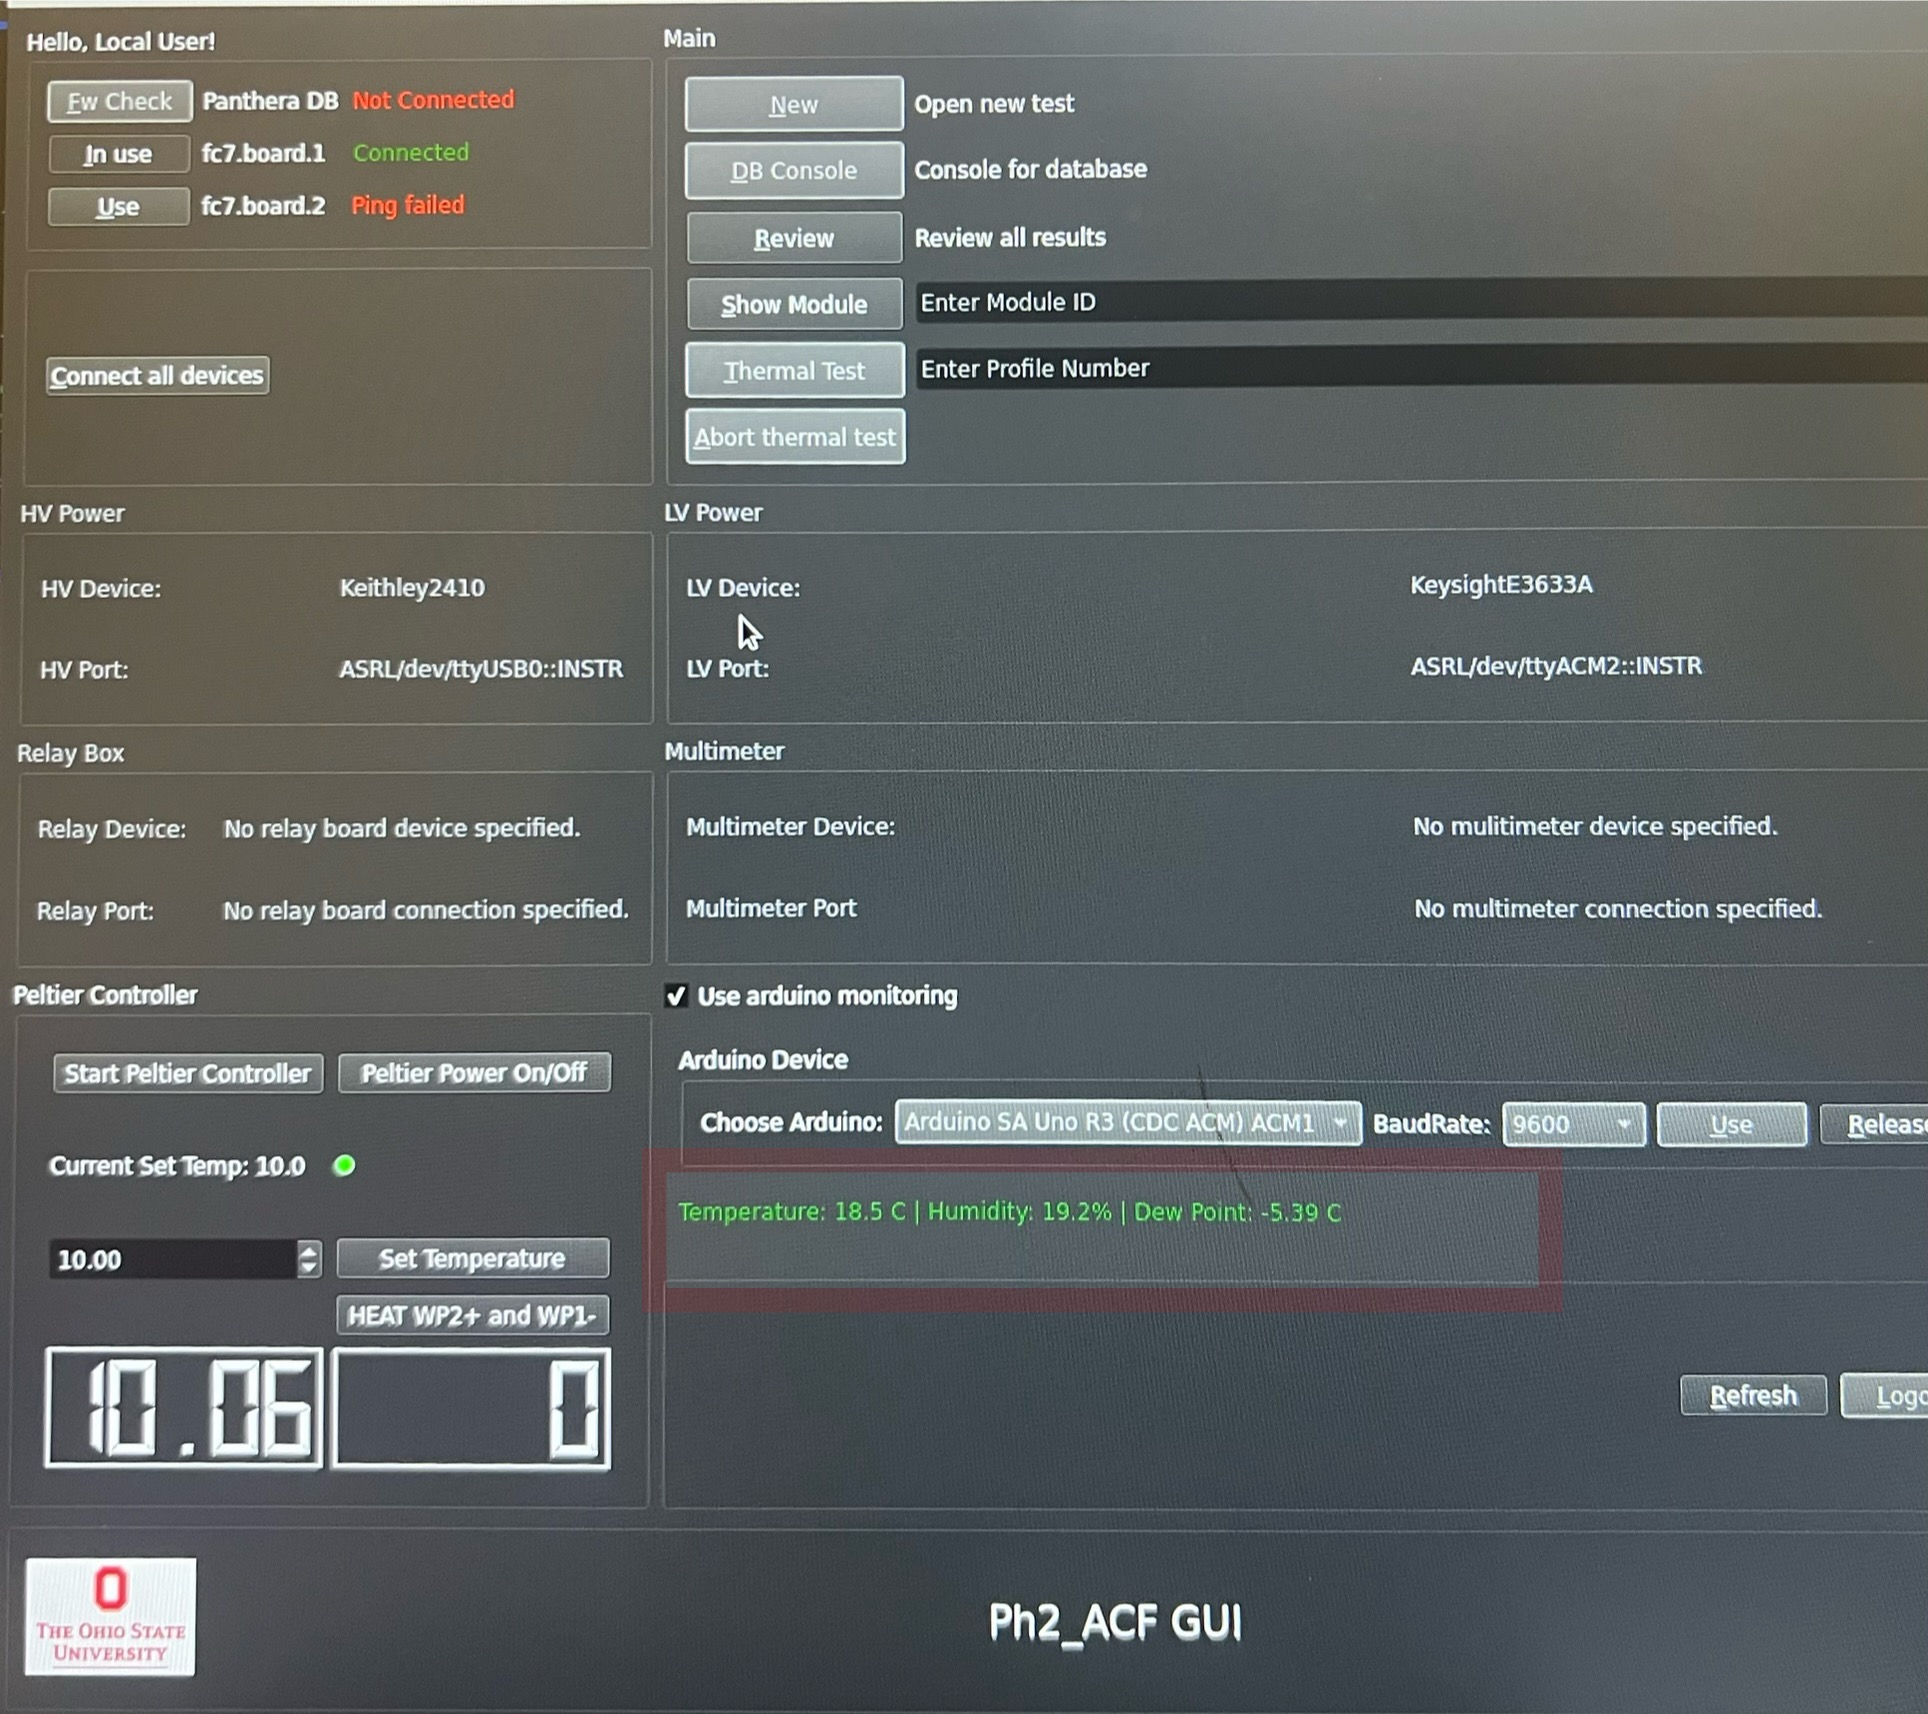 Hello, Local User!
Fw Check Panthera DB Not Connected
In use fc7.board.1 Connected
Use fc7.board.2 Ping failed
Connect all devices
Main
New Open new test
DB Console Console for database
Review Review all results
Show Module Enter Module ID
Thermal Test Enter Profile Number
Abort thermal test
HV Power
HV Device: Keithley2410
HV Port: ASRL/dev/ttyUSB0::INSTR
LV Power
LV Device: KeysightE3633A
LV Port: ASRL/dev/ttyACM2::INSTR
Relay Box
Relay Device: No relay board device specified.
Relay Port: No relay board connection specified.
Multimeter
Multimeter Device: No mulitimeter device specified.
Multimeter Port No multimeter connection specified.
Peltier Controller
Start Peltier Controller Peltier Power On/Off
Current Set Temp: 10.0
10.00 Set Temperature
HEAT WP2+ and WP1-
10.06 0
✓ Use arduino monitoring
Arduino Device
Choose Arduino: Arduino SA Uno R3 (CDC ACM) ACM1 BaudRate: 9600 Use Release
Temperature: 18.5 C | Humidity: 19.2% | Dew Point: -5.39 C
Refresh Logo
O
THE OHIO STATE
UNIVERSITY
Ph2_ACF GUI